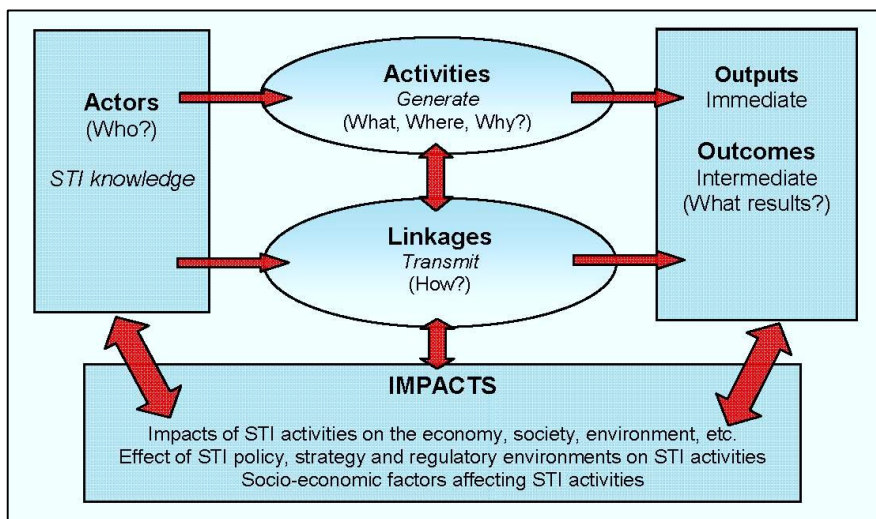 Actors
(Who?)
STI knowledge
Activities
Generate
(What, Where, Why?)
Linkages
Transmit
(How?)
Outputs
Immediate
Outcomes
Intermediate
(What results?)
IMPACTS
Impacts of STI activities on the economy, society, environment, etc.
Effect of STI policy, strategy and regulatory environments on STI activities
Socio-economic factors affecting STI activities